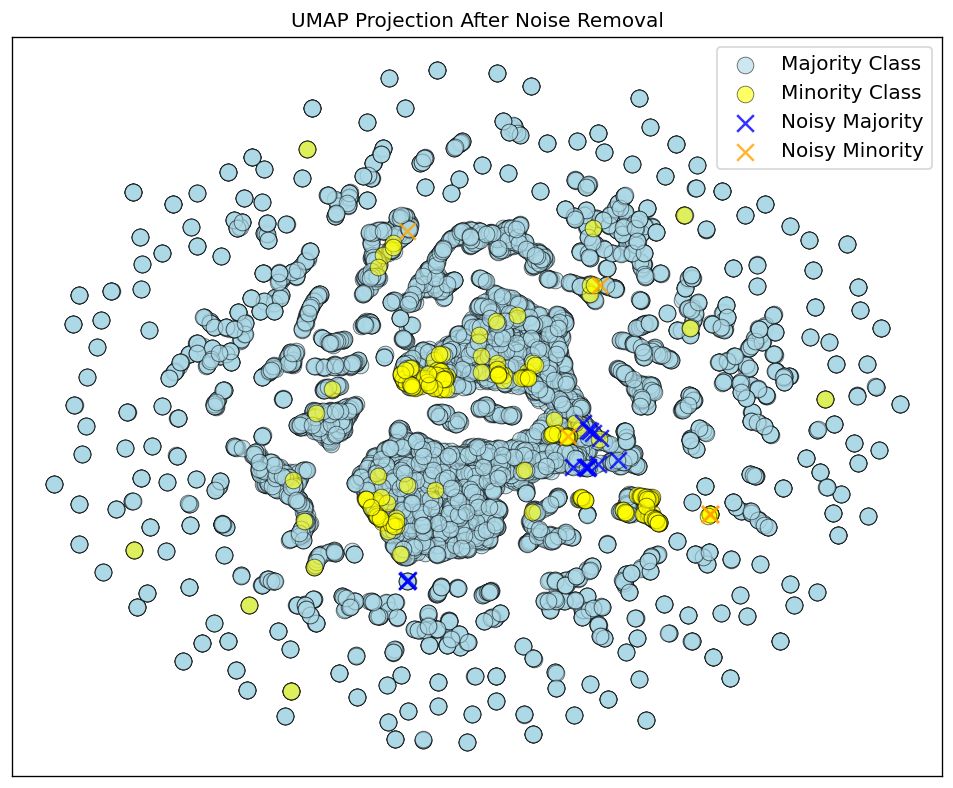 UMAP Projection After Noise Removal
Majority Class
Minority Class
Noisy Majority
Noisy Minority